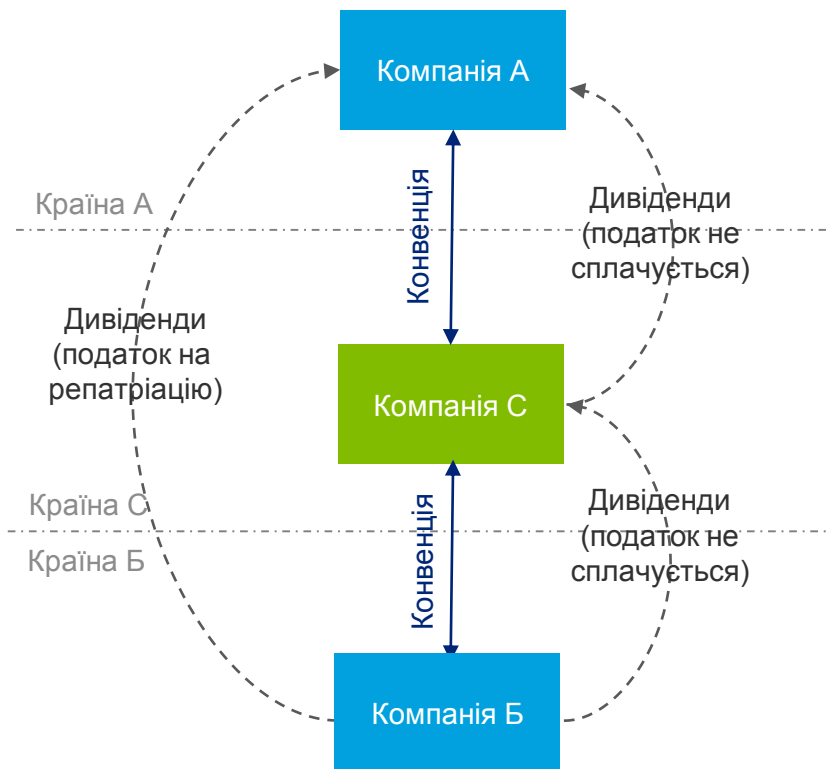 Компанія А
Країна А
Конвенція
Дивіденди
(податок не
сплачується)
Дивіденди
(податок на
репатріацію)
Компанія С
Країна С
Країна Б
Конвенція
Дивіденди
(податок не
сплачується)
Компанія Б